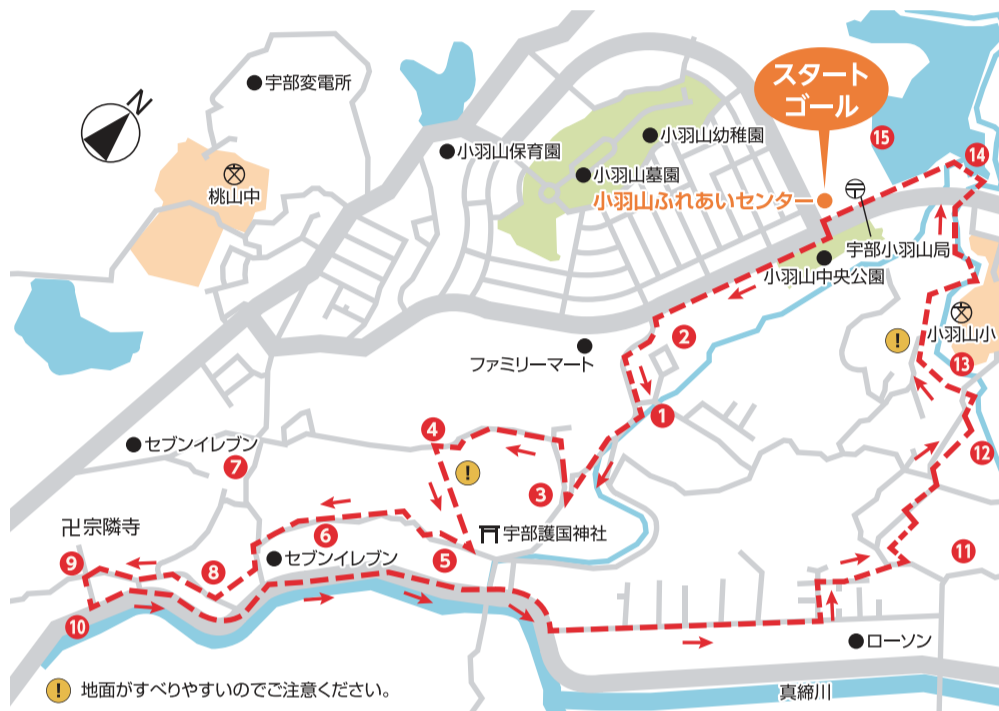 N
宇部変電所
桃山中
小羽山保育園
小羽山幼稚園
小羽山墓園
スタート
ゴール
小羽山ふれあいセンター
15
14
宇部小羽山局
小羽山中央公園
小羽山小
!
13
2
ファミリーマート
1
4
!
3
セブンイレブン
7
12
宇部護国神社
卍宗隣寺
6
セブンイレブン
5
11
9
8
10
ローソン
真締川
! 地面がすべりやすいのでご注意ください。